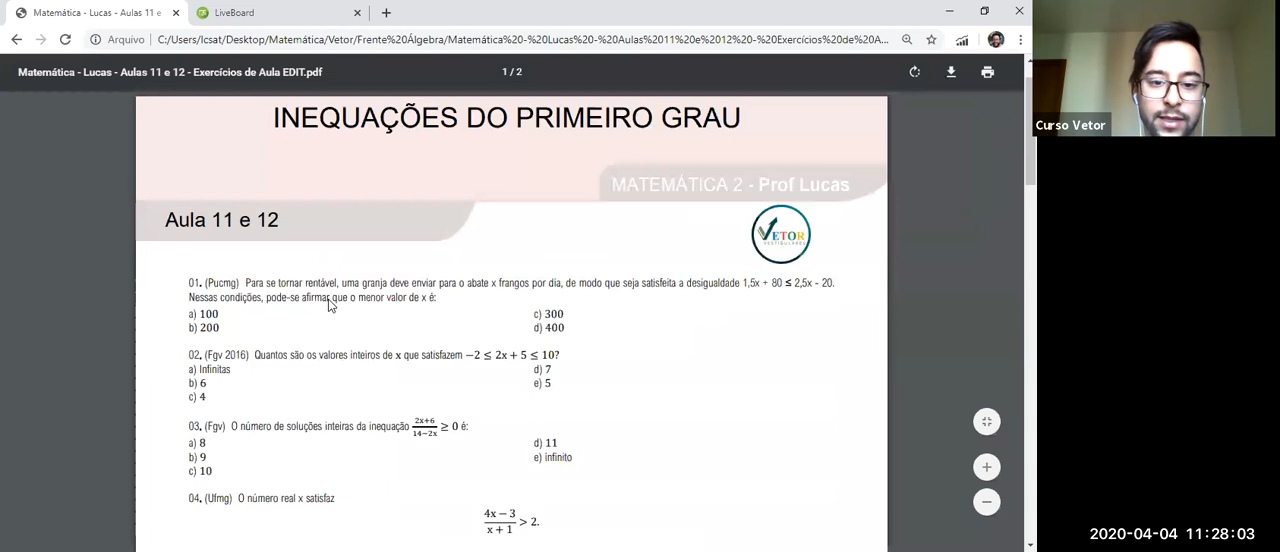 Matemática - Lucas - Aulas 11 e
LiveBoard
Arquivo
C:/Users/lcsat/Desktop/Matemática/Vetor/Frente%20Álgebra/Matemática%20-%20Lucas%20-%20Aulas%2011%20e%2012%20-%20Exercícios%20de%20A...
Matemática - Lucas - Aulas 11 e 12 - Exercícios de Aula EDIT.pdf
1 / 2
Curso Vetor
INEQUAÇÕES DO PRIMEIRO GRAU
MATEMÁTICA 2 - Prof Lucas
Aula 11 e 12
VETOR
VESTIBULARES
01. (Pucmg) Para se tornar rentável, uma granja deve enviar para o abate x frangos por dia, de modo que seja satisfeita a desigualdade 1,5x + 80 ≤ 2,5x - 20.
Nessas condições, pode-se afirmar que o menor valor de x é:
a) 100
c) 300
b) 200
d) 400
02. (Fgv 2016) Quantos são os valores inteiros de x que satisfazem −2 ≤ 2x + 5 ≤ 10?
a) Infinitas
d) 7
b) 6
e) 5
c) 4
03. (Fgv) O número de soluções inteiras da inequação 2x+6/14−2x ≥ 0 é:
a) 8
d) 11
b) 9
e) infinito
c) 10
04. (Ufmg) O número real x satisfaz
4x − 3
x + 1 > 2.
2020-04-04 11:28:03